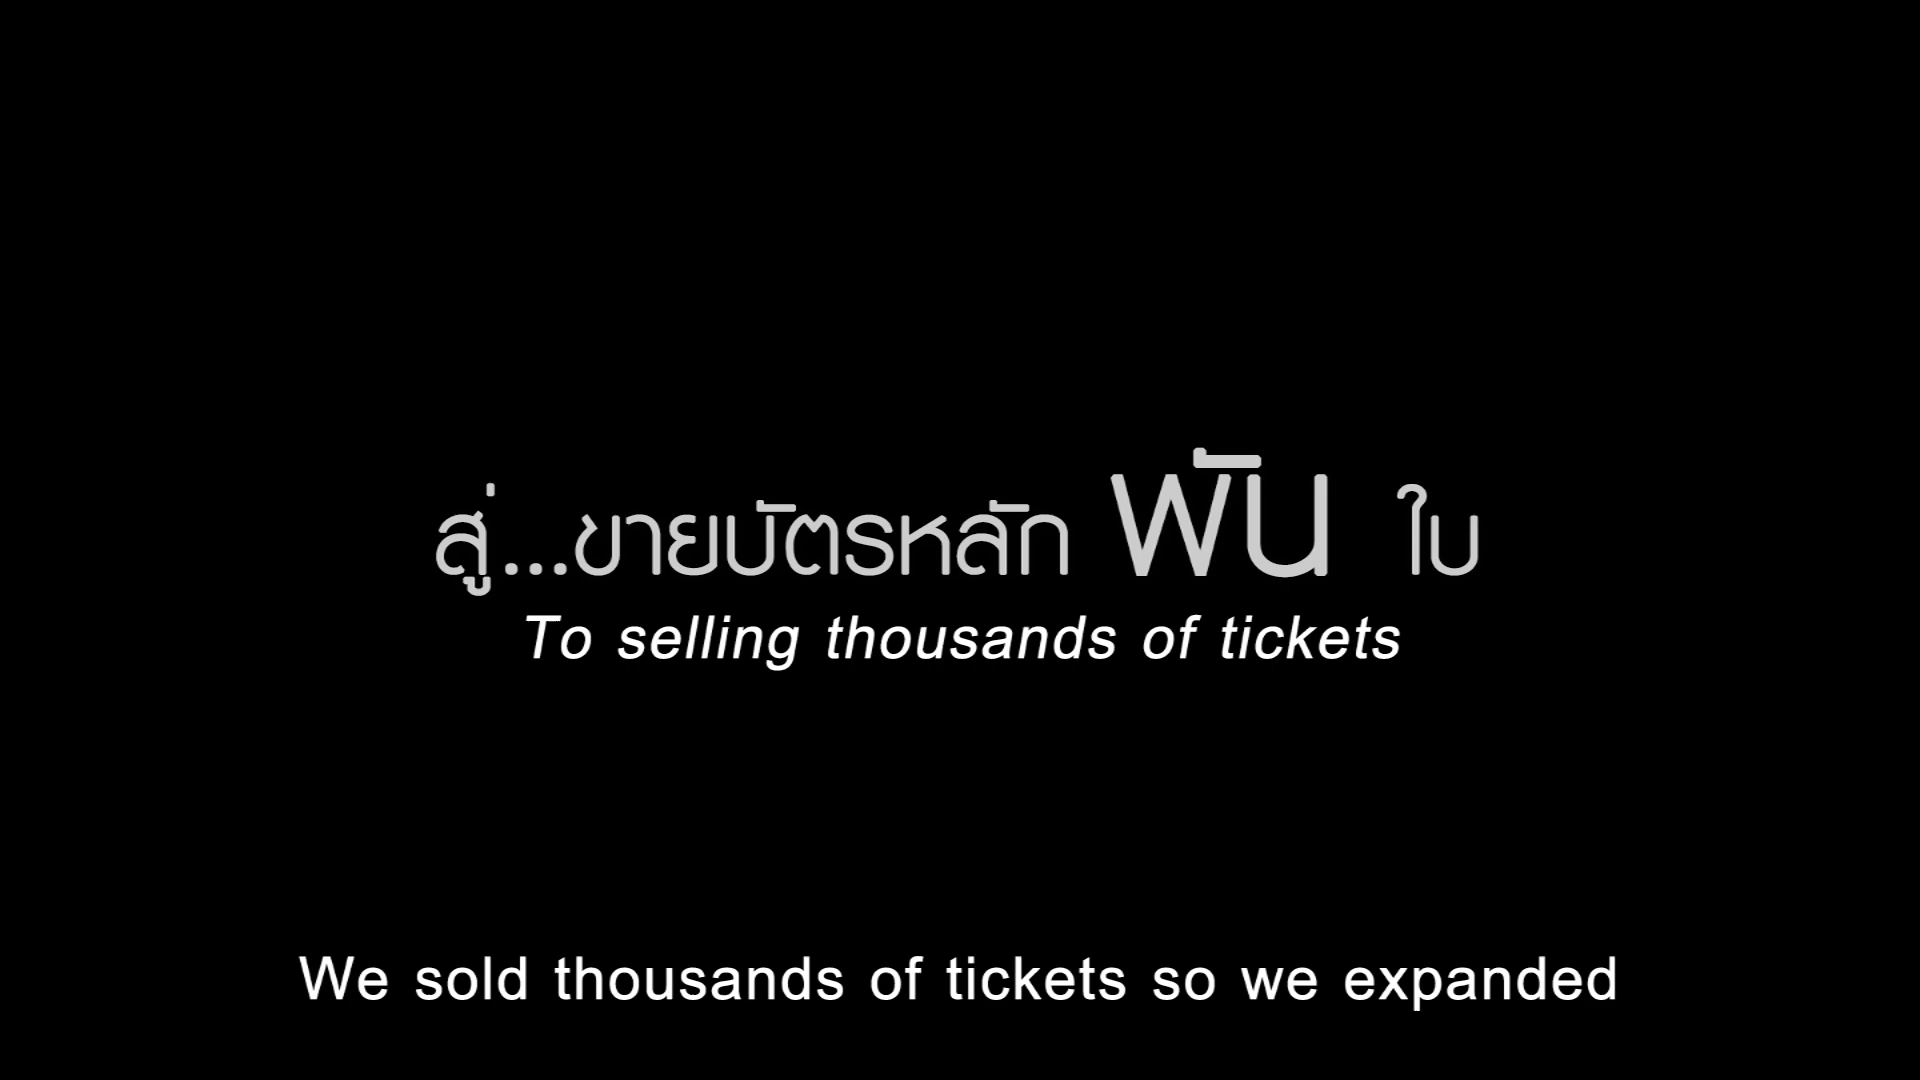 สู่...ขายบัตรหลัก พัน ใบ
To selling thousands of tickets
We sold thousands of tickets so we expanded